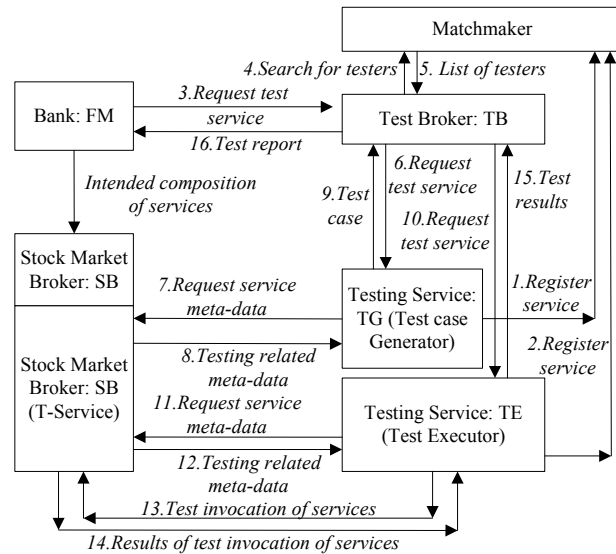 Matchmaker
4.Search for testers
5. List of testers
3.Request test
service
Bank: FM
Test Broker: TB
16.Test report
6.Request
test service
15.Test
results
9.Test
case
Intended composition
of services
10.Request
test service
Stock Market
Broker: SB
7.Request service
meta-data
Testing Service:
TG (Test case
Generator)
1.Register
service
8.Testing related
meta-data
2.Register
service
Stock Market
Broker: SB
(T-Service)
11.Request service
meta-data
Testing Service: TE
(Test Executor)
12.Testing related
meta-data
13.Test invocation of services
14.Results of test invocation of services